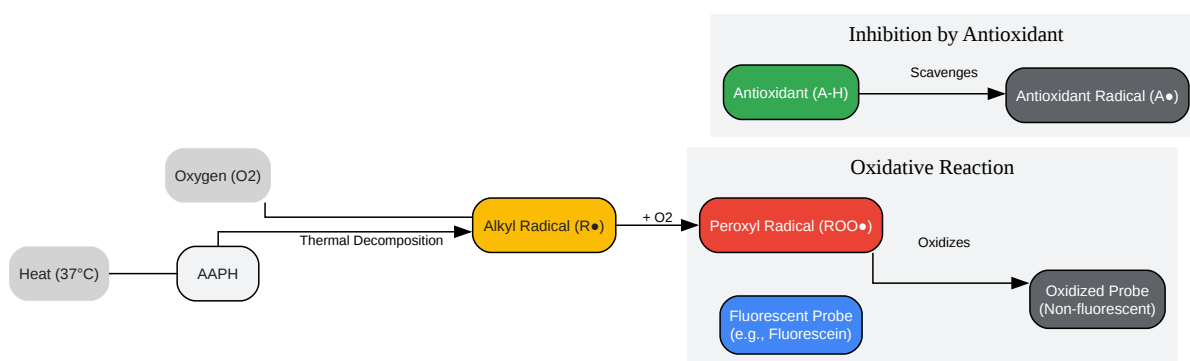 Inhibition by Antioxidant
Antioxidant (A-H)
Scavenges
Antioxidant Radical (A●)
Oxygen (O2)
Heat (37°C)
AAPH
Thermal Decomposition
Alkyl Radical (R●)
+ O2
Oxidative Reaction
Peroxyl Radical (ROO●)
Oxidizes
Fluorescent Probe
(e.g., Fluorescein)
Oxidized Probe
(Non-fluorescent)